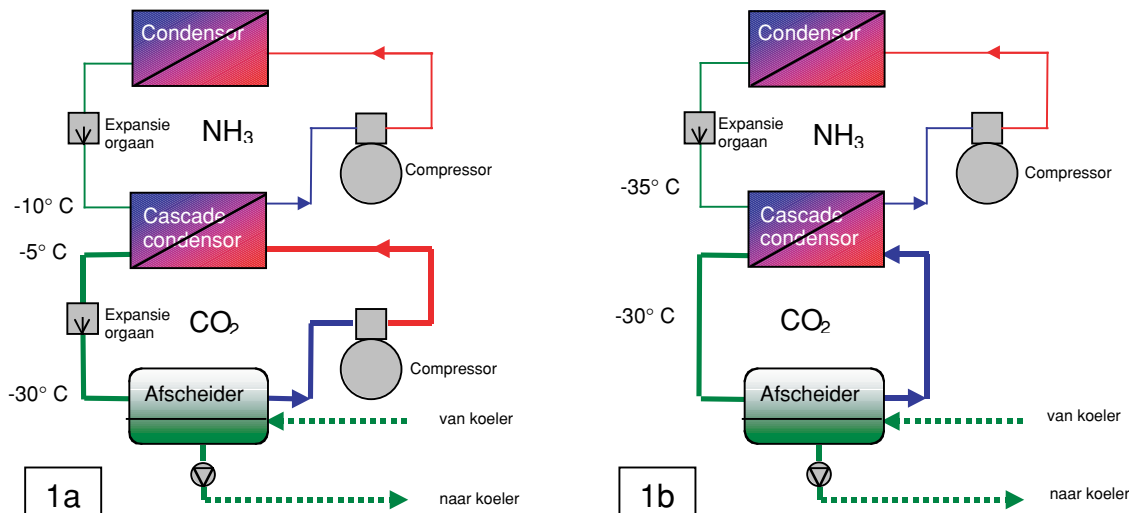 Condensor
Expansie
orgaan
NH₃
Compressor
-10° C
Cascade
condensor
-5° C
Expansie
orgaan
CO₂
Compressor
-30° C
Afscheider
van koeler
1a
naar koeler
Condensor
Expansie
orgaan
NH₃
Compressor
-35° C
Cascade
condensor
-30° C
CO₂
Afscheider
van koeler
1b
naar koeler